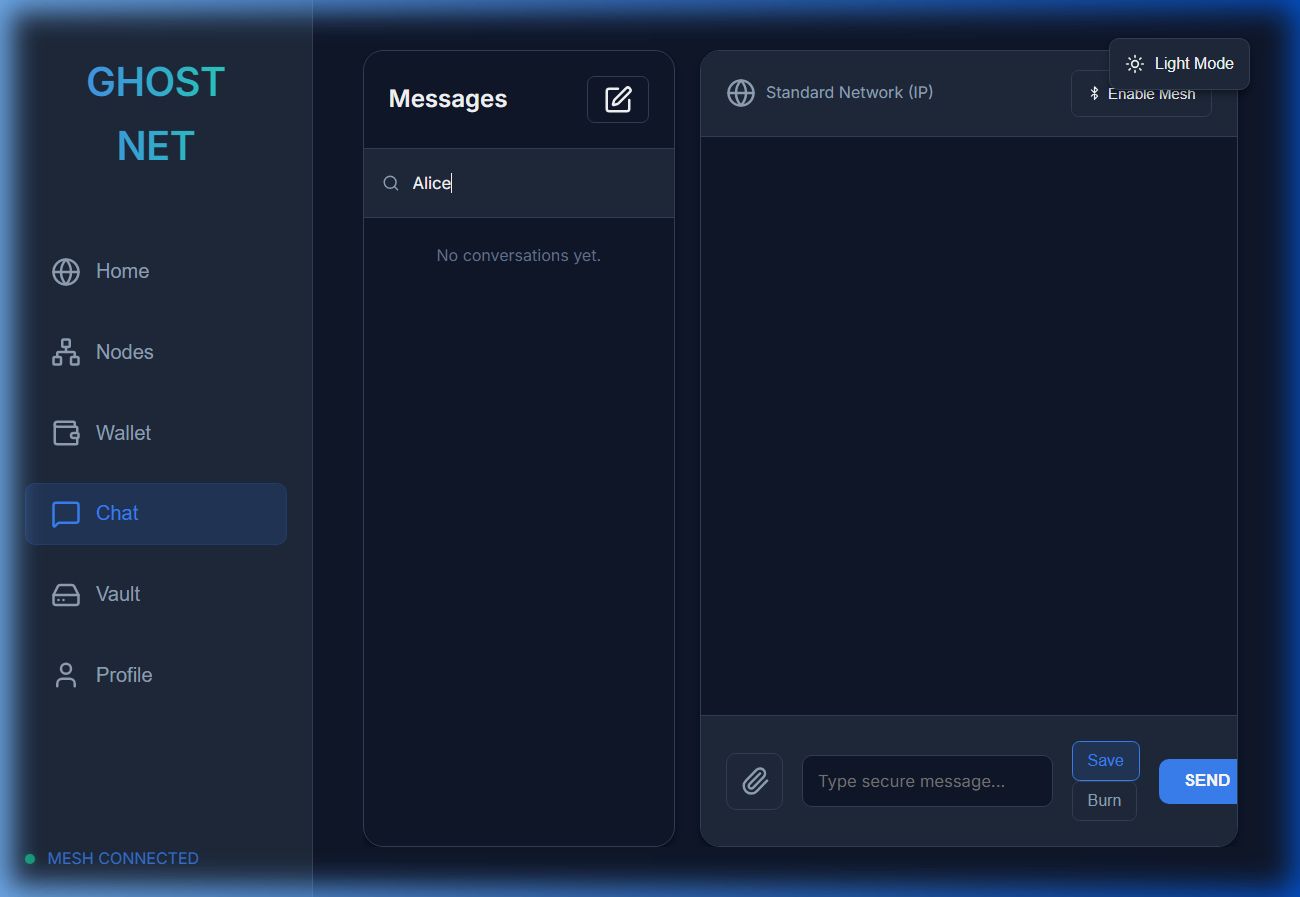 GHOST
NET
Home
Nodes
Wallet
Chat
Vault
Profile
MESH CONNECTED
Messages
Alice
No conversations yet.
Standard Network (IP)
Light Mode
Enable Mesh
Type secure message...
Save
Burn
SEND